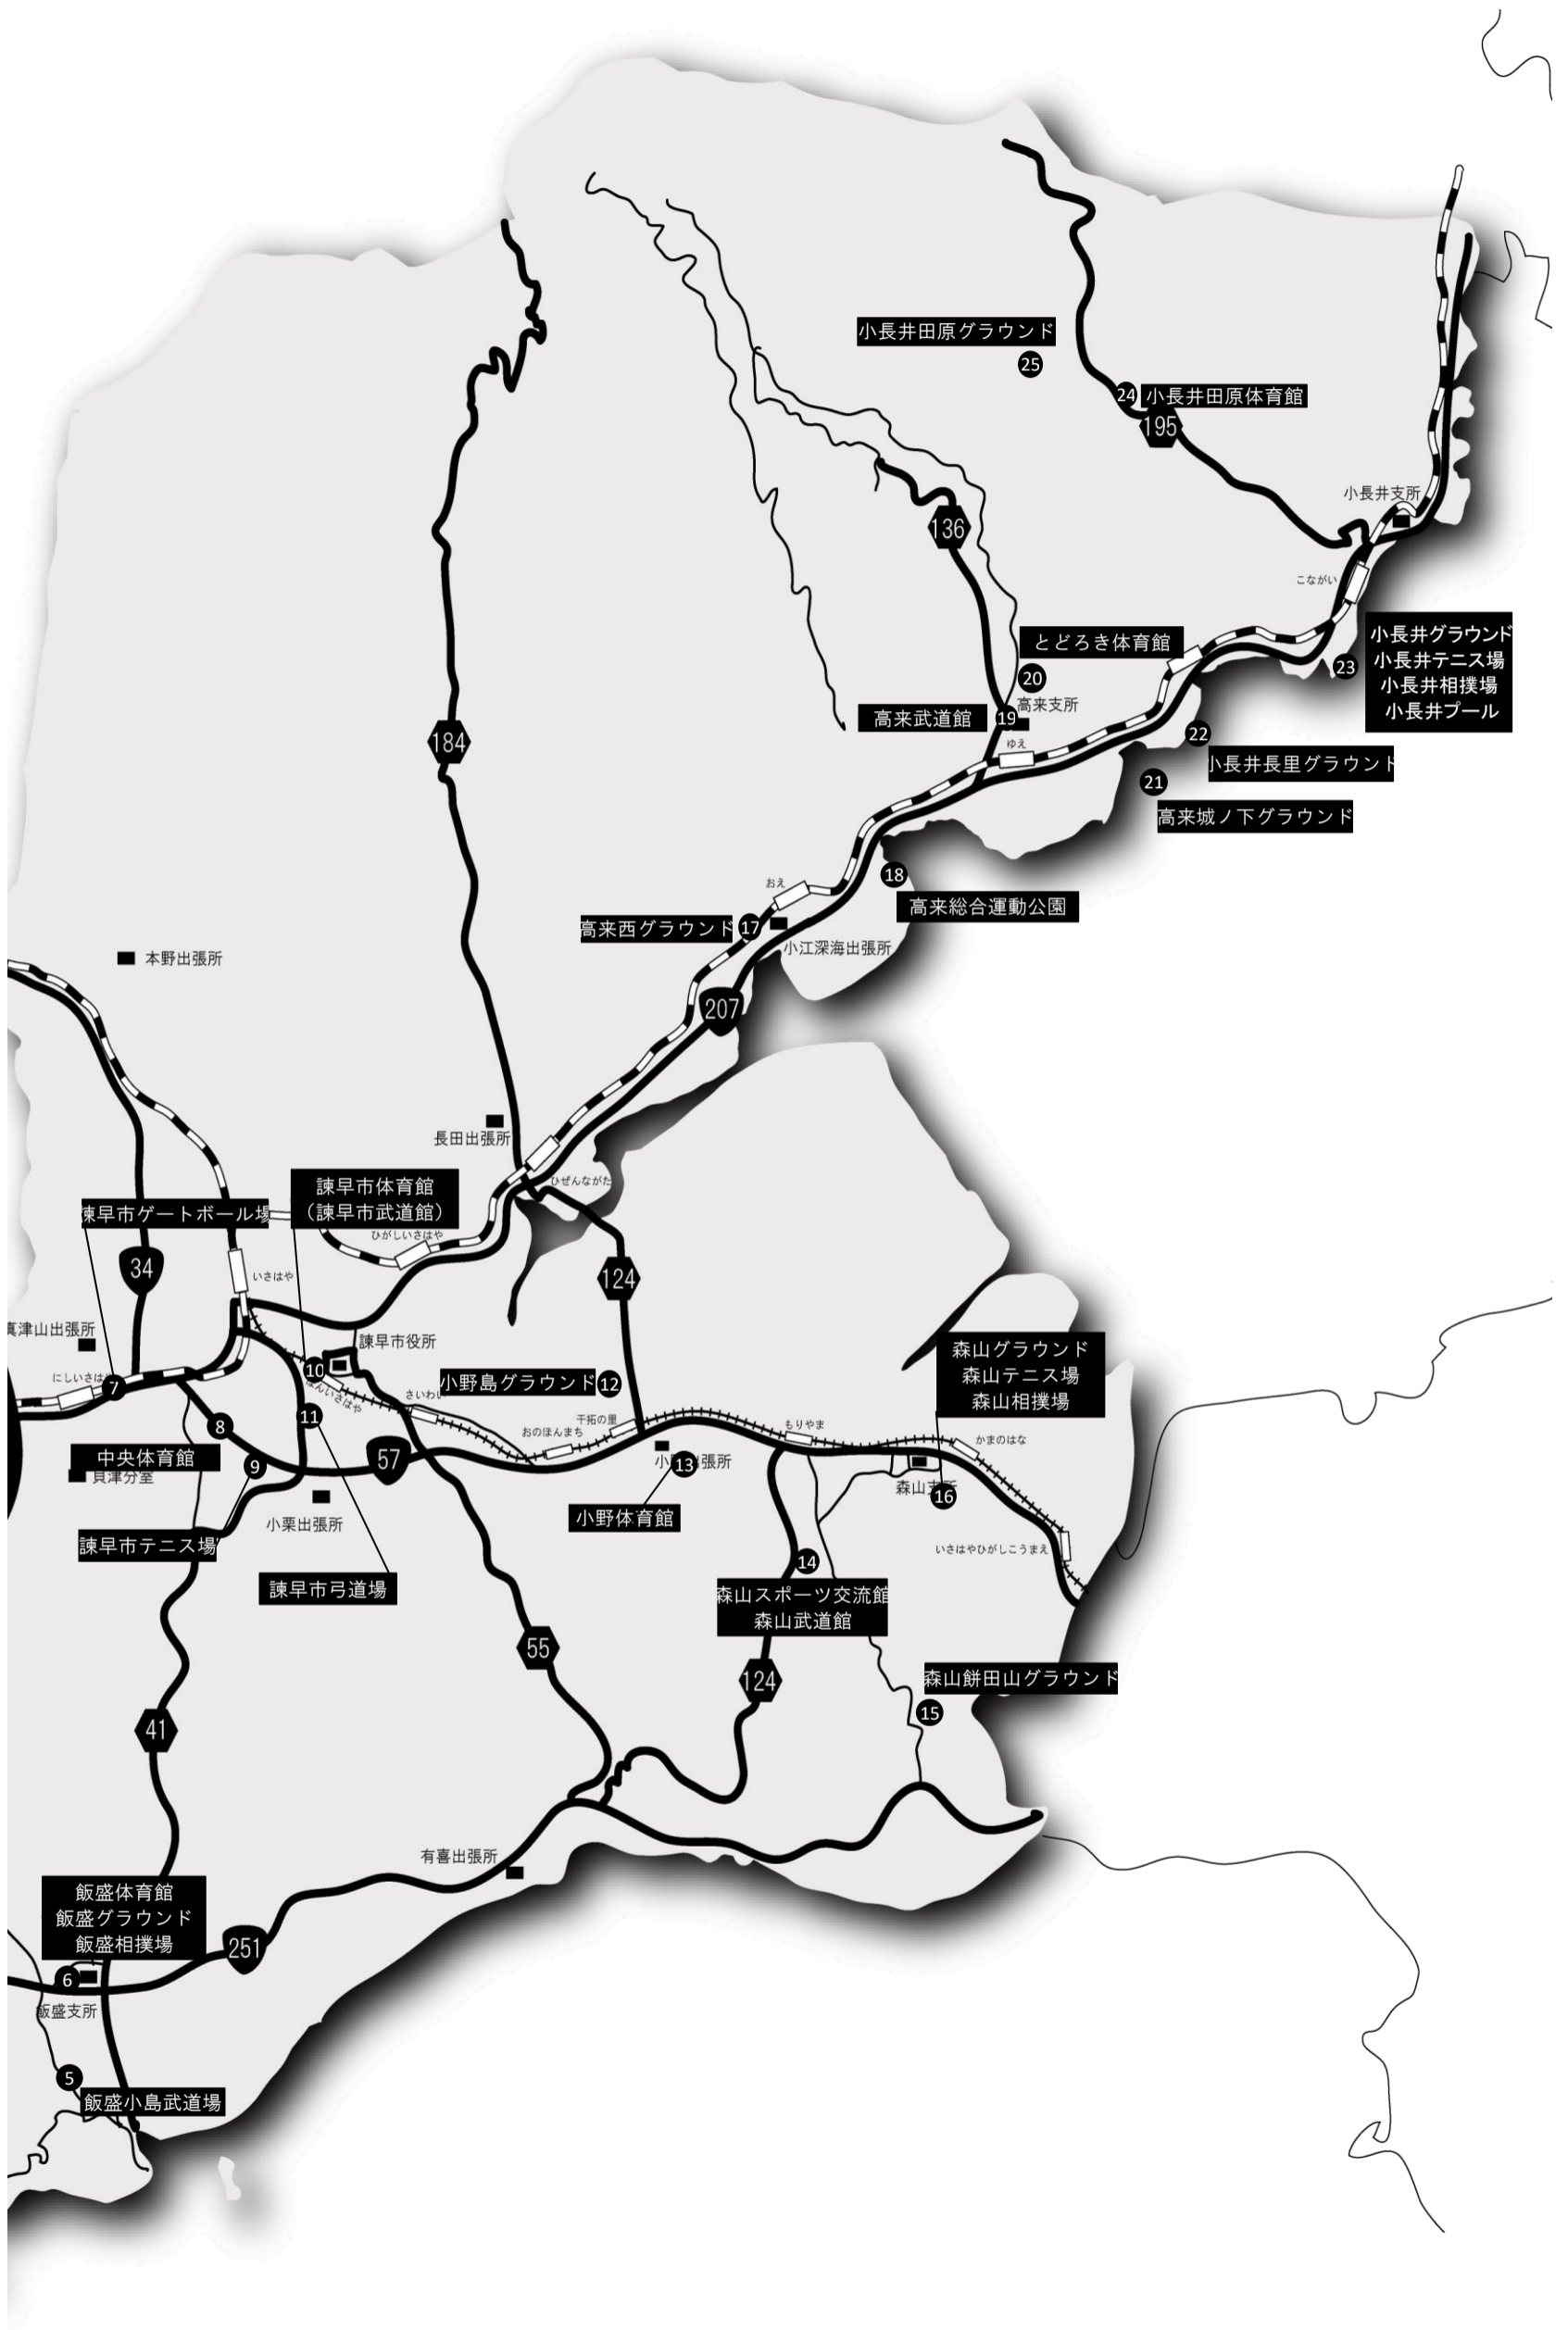 小長井田原グラウンド
25
24
小長井田原体育館
195
小長井支所
136
こながい
とどろき体育館
20
小長井グラウンド
小長井テニス場
小長井相撲場
小長井プール
23
高来武道館
19
高来支所
184
ゆえ
22
小長井長里グラウンド
21
高来城ノ下グラウンド
おえ
18
高来総合運動公園
高来西グラウンド
17
小江深海出張所
本野出張所
207
長田出張所
ひぜんながた
諫早市体育館
（諫早市武道館）
諫早市ゲートボール場
ひがしいさはや
34
いさはや
124
真津山出張所
諫早市役所
にしいさはや
7
10
ほんいさはや
さいわい
小野島グラウンド
12
森山グラウンド
森山テニス場
森山相撲場
8
11
干拓の里
おのほんまち
もりやま
かまのはな
中央体育館
貝津分室
9
57
13
張所
森山支所
16
小栗出張所
小野体育館
諫早市テニス場
いさはやひがしこうまえ
諫早市弓道場
14
森山スポーツ交流館
森山武道館
55
124
森山餅田山グラウンド
15
41
有喜出張所
飯盛体育館
飯盛グラウンド
飯盛相撲場
251
6
飯盛支所
5
飯盛小島武道場